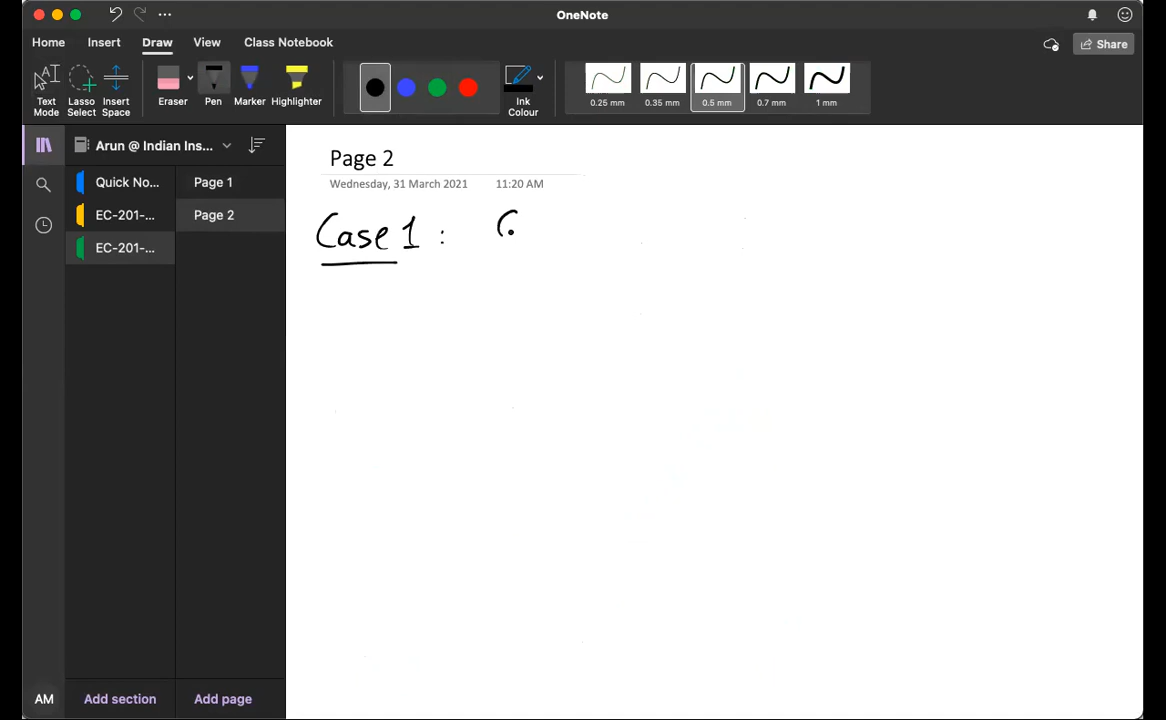 OneNote
Home Insert Draw View Class Notebook
Share
Text Mode
Lasso Select
Insert Space
Eraser
Pen
Marker
Highlighter
Ink Colour
0.25 mm
0.35 mm
0.5 mm
0.7 mm
1 mm
Arun @ Indian Ins...
Quick No...
EC-201-...
EC-201-...
Page 1
Page 2
Page 2
Wednesday, 31 March 2021 11:20 AM
Case 1 :
AM
Add section
Add page